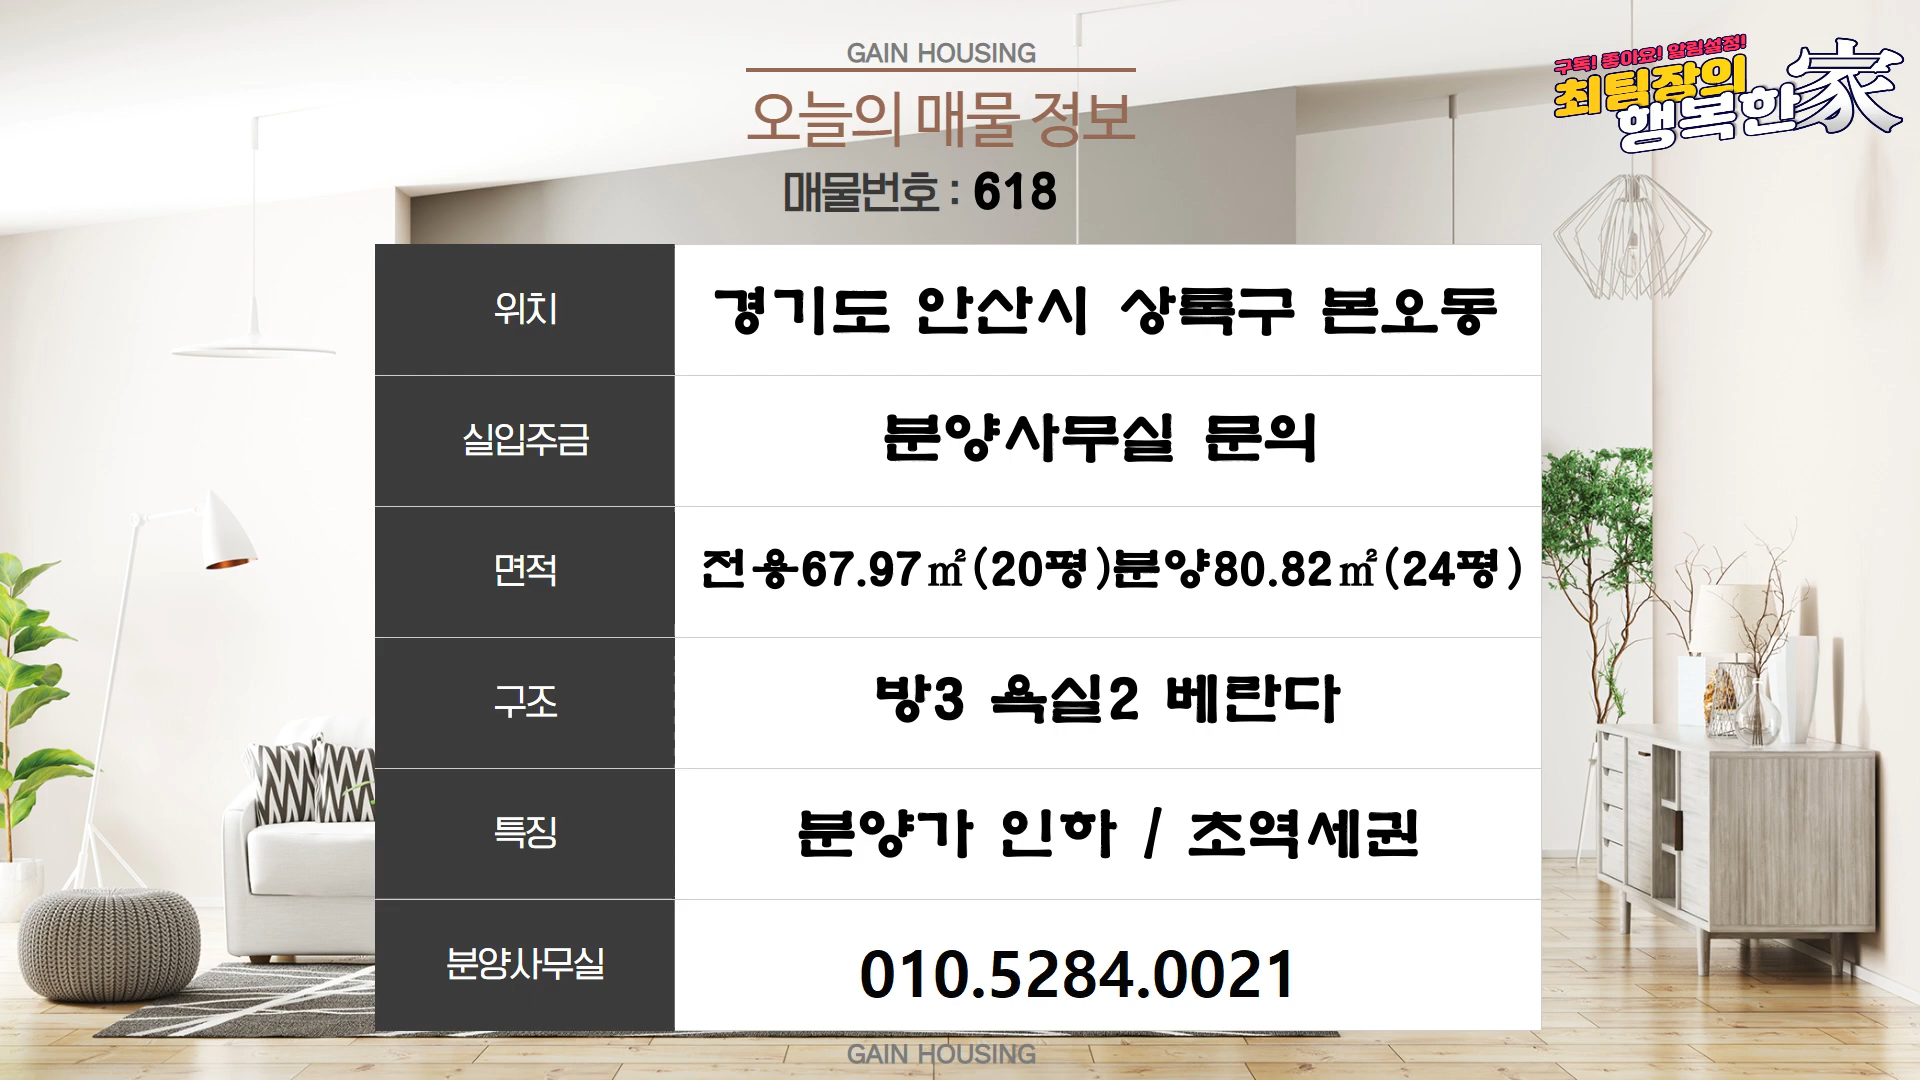 GAIN HOUSING
오늘의 매물 정보
매물번호 : 618
구독! 좋아요! 알림설정!
최팀장의
행복한家
위치 경기도 안산시 상록구 본오동
실입주금 분양사무실 문의
면적 전용67.97㎡(20평)분양80.82㎡(24평)
구조 방3 욕실2 베란다
특징 분양가 인하 / 초역세권
분양사무실 010.5284.0021
GAIN HOUSING